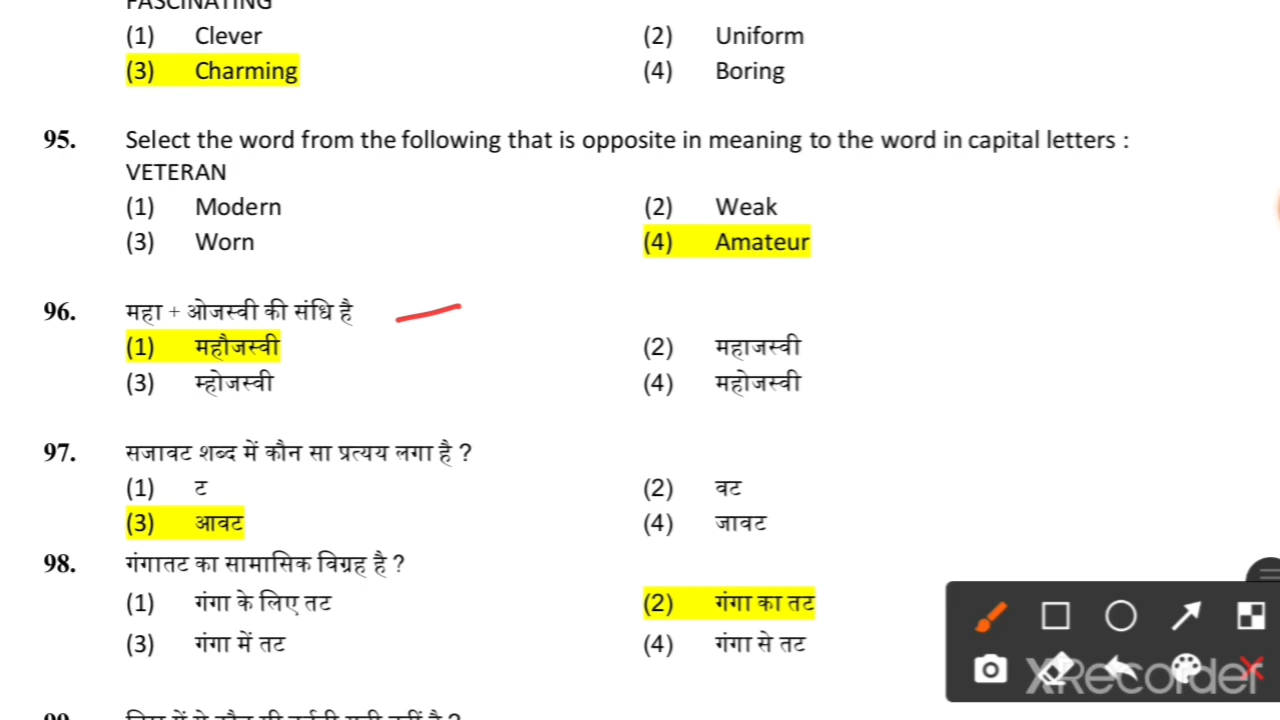 FASCINATING
(1) Clever (2) Uniform
(3) Charming (4) Boring
95. Select the word from the following that is opposite in meaning to the word in capital letters :
VETERAN
(1) Modern (2) Weak
(3) Worn (4) Amateur
96. महा + ओजस्वी की संधि है
(1) महौजस्वी (2) महाजस्वी
(3) म्होजस्वी (4) महोजस्वी
97. सजावट शब्द में कौन सा प्रत्यय लगा है ?
(1) ट (2) वट
(3) आवट (4) जावट
98. गंगातट का सामासिक विग्रह है ?
(1) गंगा के लिए तट (2) गंगा का तट
(3) गंगा में तट (4) गंगा से तट
XRecorder
99.